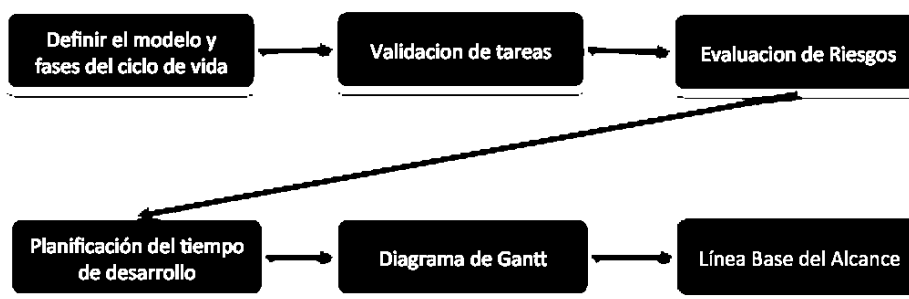 Definir el modelo y
fases del ciclo de vida
Validacion de tareas
Evaluacion de Riesgos
Planificación del tiempo
de desarrollo
Diagrama de Gantt
Línea Base del Alcance